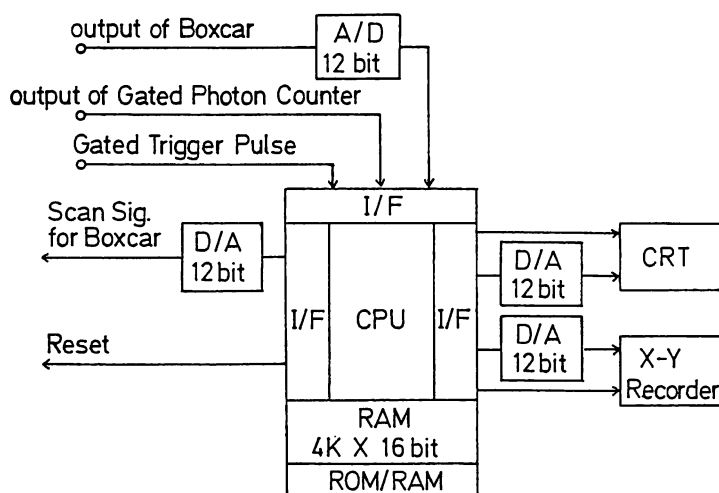 output of Boxcar
A/D
12 bit
output of Gated Photon Counter
Gated Trigger Pulse
I/F
Scan Sig.
for Boxcar
D/A
12 bit
I/F
CPU
I/F
D/A
12 bit
CRT
Reset
D/A
12 bit
X-Y
Recorder
RAM
4K X 16 bit
ROM/RAM